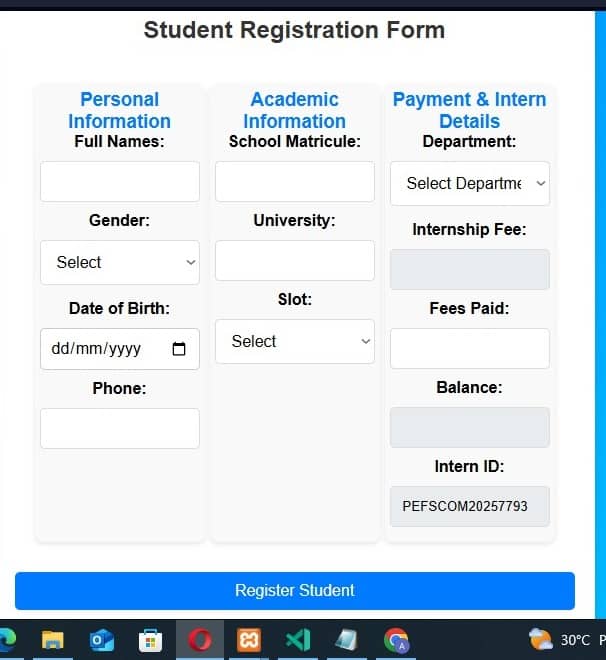 Student Registration Form
Personal
Information
Full Names:
Gender:
Select
Date of Birth:
dd/mm/yyyy
Phone:
Academic
Information
School Matricule:
University:
Slot:
Select
Payment & Intern
Details
Department:
Select Departme
Internship Fee:
Fees Paid:
Balance:
Intern ID:
PEFSCOM20257793
Register Student
30°C P